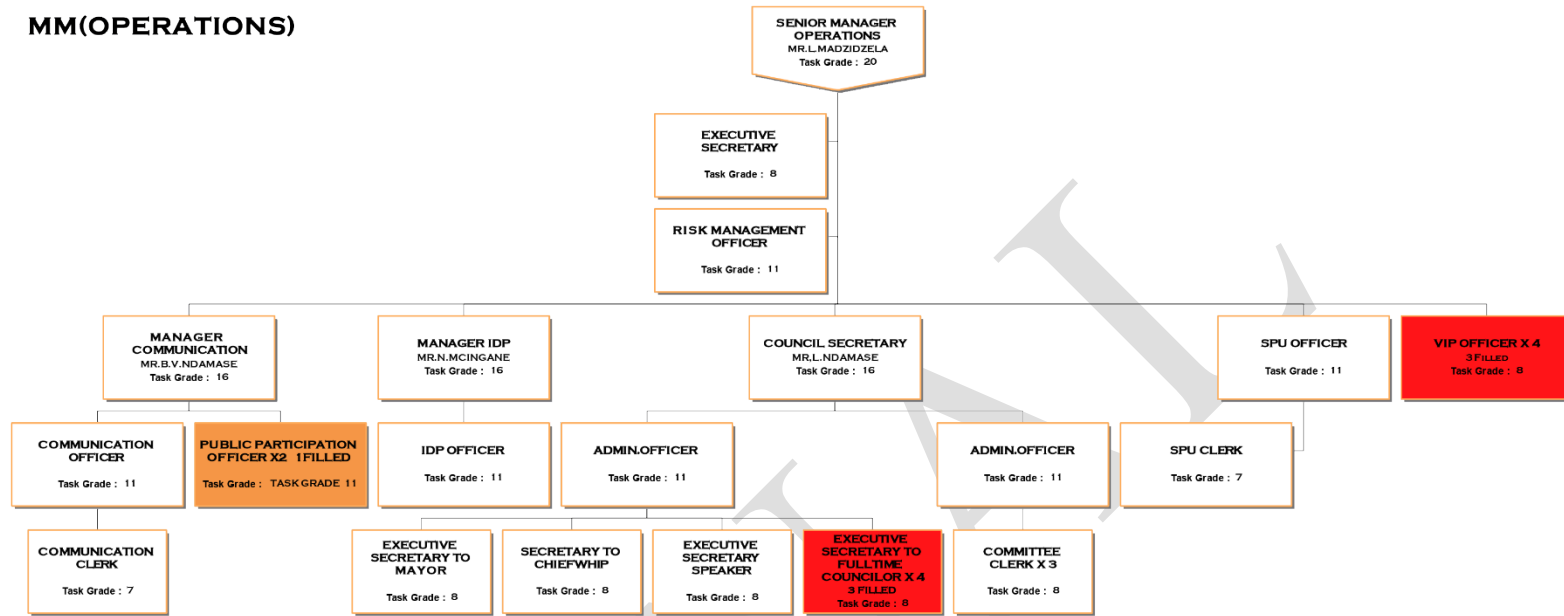 MM(OPERATIONS)
SENIOR MANAGER
OPERATIONS
MR.L.MADZIDZELA
Task Grade : 20
EXECUTIVE
SECRETARY
Task Grade : 8
RISK MANAGEMENT
OFFICER
Task Grade : 11
MANAGER
COMMUNICATION
MR.B.V.NDAMASE
Task Grade : 16
MANAGER IDP
MR.N.MCINGANE
Task Grade : 16
COUNCIL SECRETARY
MR,L.NDAMASE
Task Grade : 16
SPU OFFICER
Task Grade : 11
VIP OFFICER X 4
3 FILLED
Task Grade : 8
COMMUNICATION
OFFICER
Task Grade : 11
PUBLIC PARTICIPATION
OFFICER X2 1FILLED
Task Grade : TASK GRADE 11
IDP OFFICER
Task Grade : 11
ADMIN.OFFICER
Task Grade : 11
ADMIN.OFFICER
Task Grade : 11
SPU CLERK
Task Grade : 7
COMMUNICATION
CLERK
Task Grade : 7
EXECUTIVE
SECRETARY TO
MAYOR
Task Grade : 8
SECRETARY TO
CHIEFWHIP
Task Grade : 8
EXECUTIVE
SECRETARY
SPEAKER
Task Grade : 8
EXECUTIVE
SECRETARY TO
FULLTIME
COUNCILOR X 4
3 FILLED
Task Grade : 8
COMMITTEE
CLERK X 3
Task Grade : 8